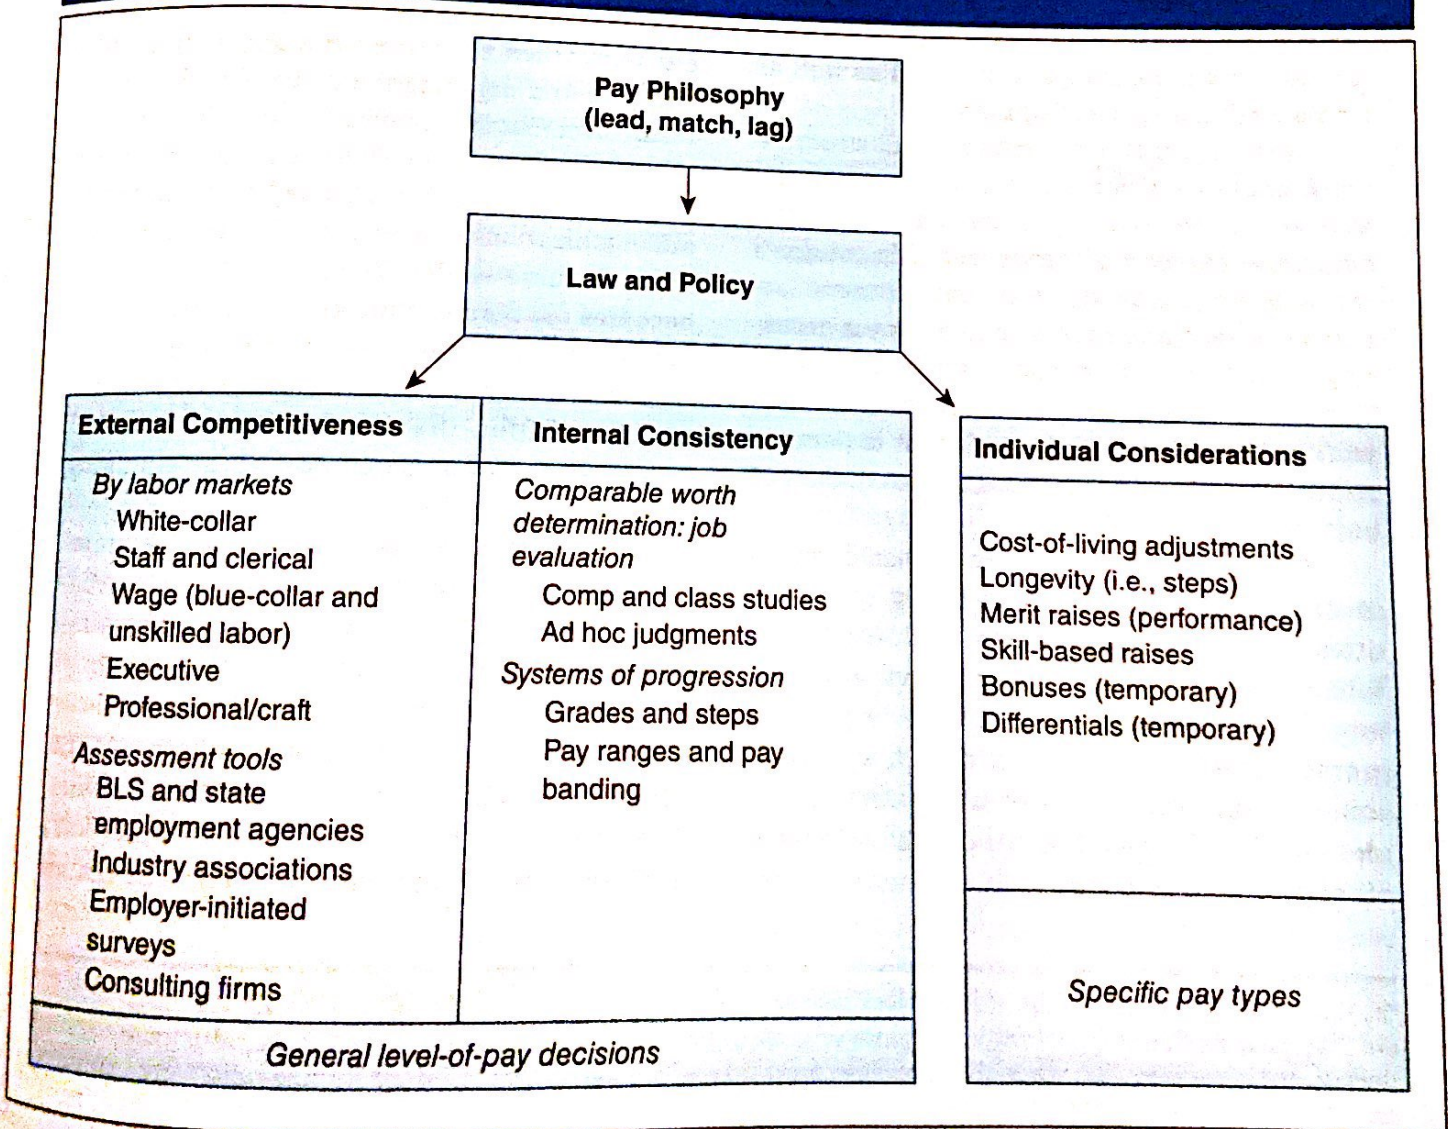 Pay Philosophy
(lead, match, lag)
Law and Policy
External Competitiveness
By labor markets
White-collar
Staff and clerical
Wage (blue-collar and
unskilled labor)
Executive
Professional/craft
Assessment tools
BLS and state
employment agencies
Industry associations
Employer-initiated
surveys
Consulting firms
Internal Consistency
Comparable worth
determination: job
evaluation
Comp and class studies
Ad hoc judgments
Systems of progression
Grades and steps
Pay ranges and pay
banding
General level-of-pay decisions
Individual Considerations
Cost-of-living adjustments
Longevity (i.e., steps)
Merit raises (performance)
Skill-based raises
Bonuses (temporary)
Differentials (temporary)
Specific pay types